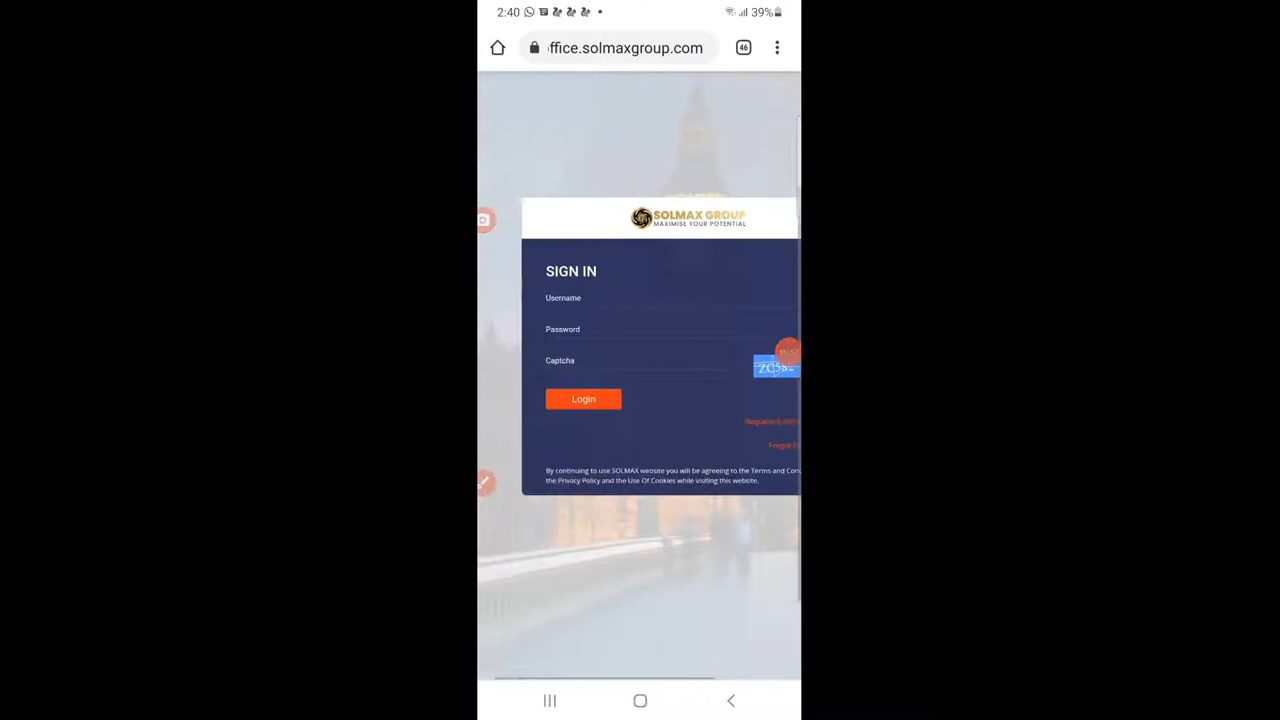 2:40 39%
ffice.solmaxgroup.com 46
SOLMAX GROUP
MAXIMISE YOUR POTENTIAL
SIGN IN
Username
Password
Captcha
Login
Forgot
By continuing to use SOLMAX website you will be agreeing to the Terms and Con
the Privacy Policy and the Use Of Cookies while visiting this website.